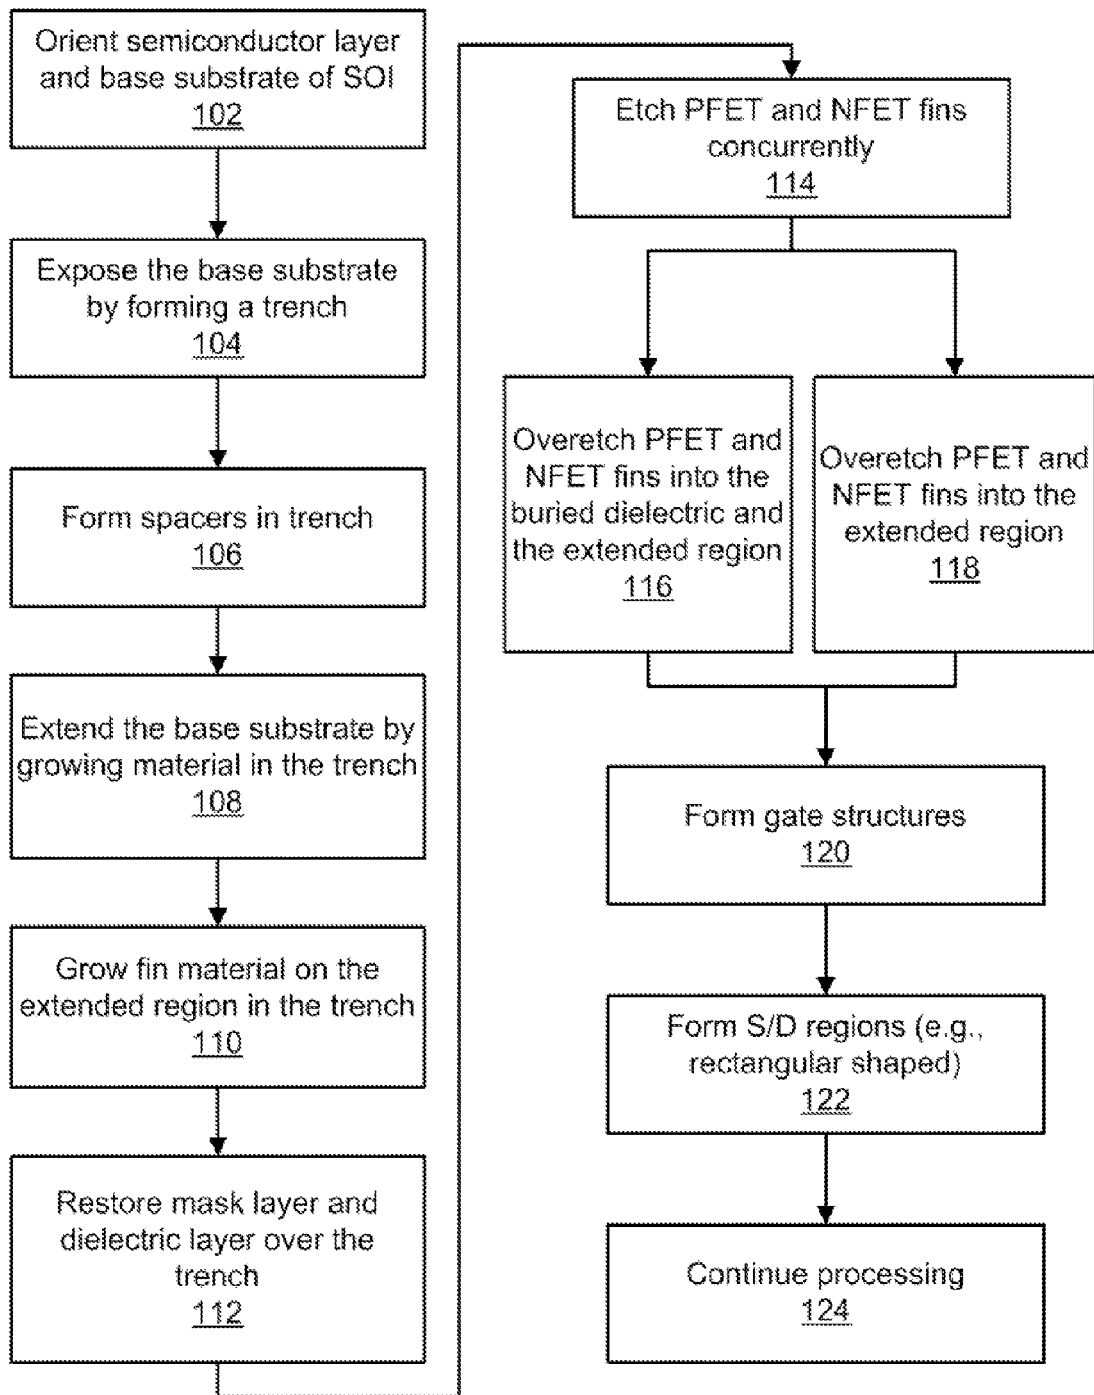 Orient semiconductor layer
and base substrate of SOI
102
Expose the base substrate
by forming a trench
104
Form spacers in trench
106
Extend the base substrate by
growing material in the trench
108
Grow fin material on the
extended region in the trench
110
Restore mask layer and
dielectric layer over the
trench
112
Etch PFET and NFET fins
concurrently
114
Overetch PFET and
NFET fins into the
buried dielectric and
the extended region
116
Overetch PFET and
NFET fins into the
extended region
118
Form gate structures
120
Form S/D regions (e.g.,
rectangular shaped)
122
Continue processing
124